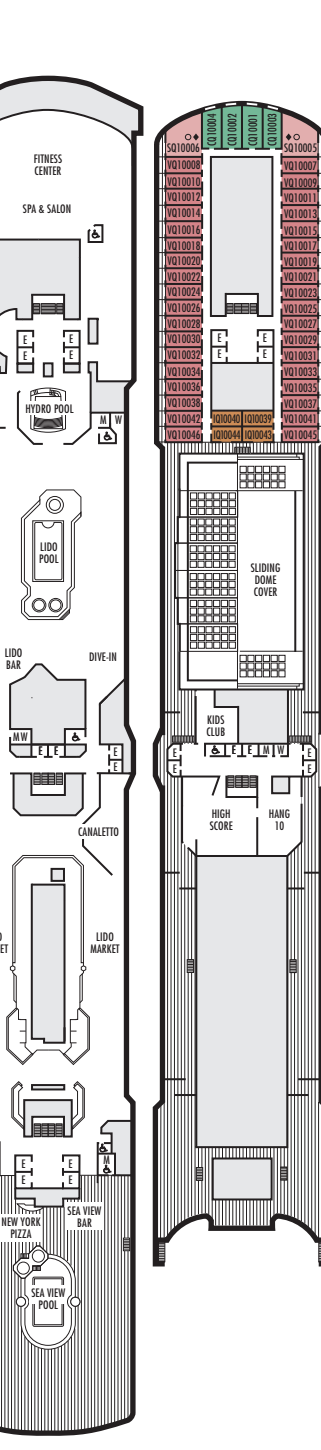 FITNESS
CENTER
SPA & SALON
E E
E E
HYDRO POOL
M W
LIDO
POOL
LIDO
BAR
DIVE-IN
M W
E E
E
E
CANALETTO
O
ET
LIDO
MARKET
M
E E
E E
NEW YORK
PIZZA
SEA VIEW
BAR
SEA VIEW
POOL
CQ10004
CQ10002
CQ10001
CQ10003
SQ10006 SQ10005
VQ10008 VQ10007
VQ10010 VQ10009
VQ10012 VQ10011
VQ10014 VQ10013
VQ10016 VQ10015
VQ10018 VQ10017
VQ10020 VQ10019
VQ10022 VQ10021
VQ10024 VQ10023
VQ10026 VQ10025
VQ10028 VQ10027
VQ10030 VQ10029
VQ10032 VQ10031
VQ10034 VQ10033
VQ10036 VQ10035
VQ10038 VQ10037
VQ10042 VQ10041
VQ10046 VQ10045
E E
E E
IQ10040 IQ10039
IQ10044 IQ10043
SLIDING
DOME
COVER
KIDS
CLUB
E E E M W E
E E
HIGH
SCORE
HANG
10